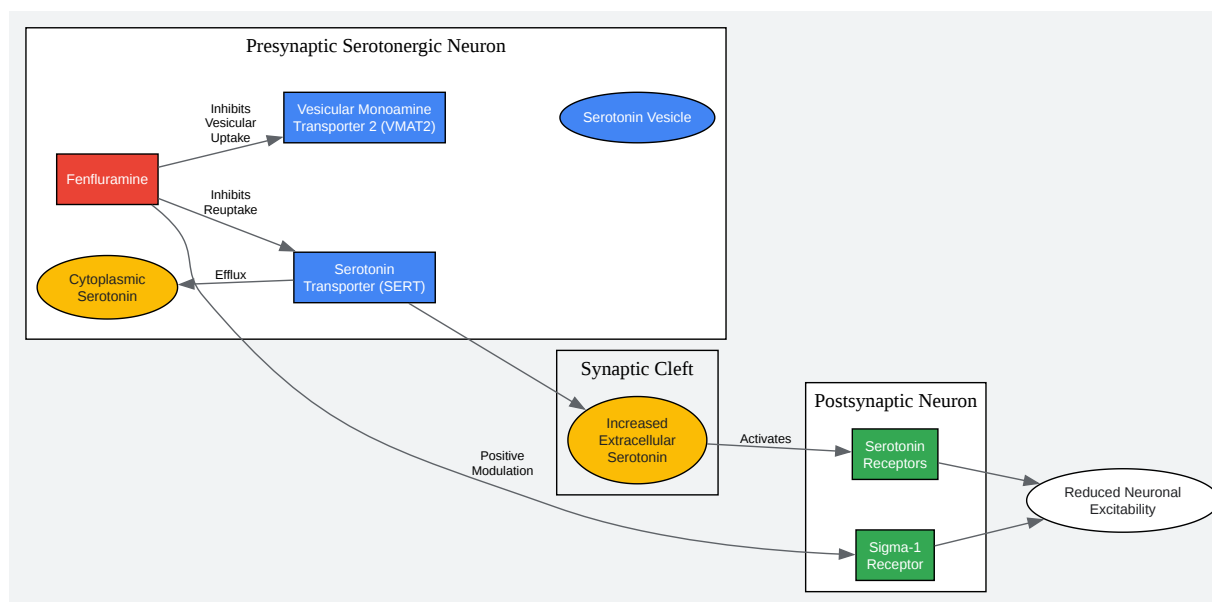 Presynaptic Serotonergic Neuron
Inhibits
Vesicular
Uptake
Vesicular Monoamine
Transporter 2 (VMAT2)
Serotonin Vesicle
Fenfluramine
Inhibits
Reuptake
Cytoplasmic
Serotonin
Efflux
Serotonin
Transporter (SERT)
Synaptic Cleft
Increased
Extracellular
Serotonin
Activates
Positive
Modulation
Postsynaptic Neuron
Serotonin
Receptors
Sigma-1
Receptor
Reduced Neuronal
Excitability